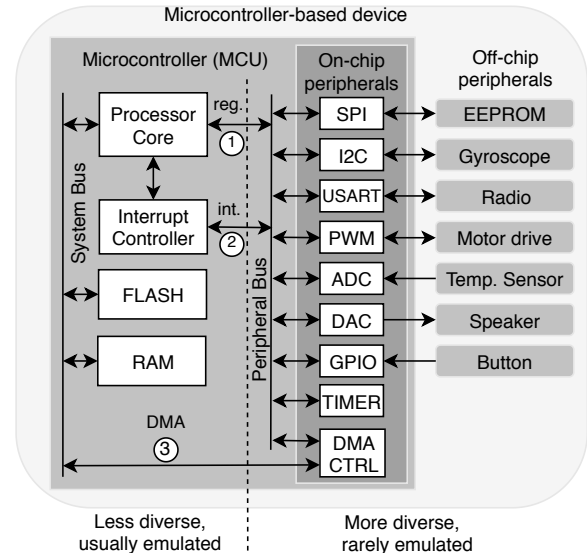 Microcontroller-based device
Microcontroller (MCU)
On-chip
peripherals
Off-chip
peripherals
System Bus
Processor
Core
reg.
1
Interrupt
Controller
int.
2
FLASH
RAM
DMA
3
Peripheral Bus
SPI
EEPROM
I2C
Gyroscope
USART
Radio
PWM
Motor drive
ADC
Temp. Sensor
DAC
Speaker
GPIO
Button
TIMER
DMA
CTRL
Less diverse,
usually emulated
More diverse,
rarely emulated